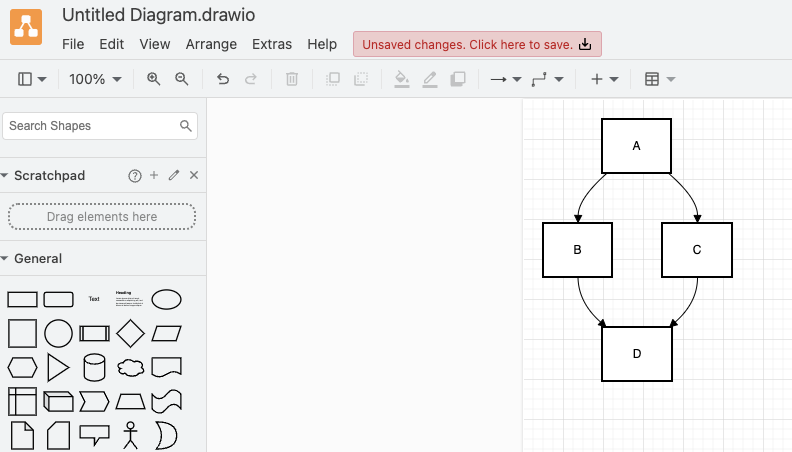 Untitled Diagram.drawio
File Edit View Arrange Extras Help Unsaved changes. Click here to save.
100%
Search Shapes
Scratchpad
?
Drag elements here
General
Text
Heading
A
B C
D